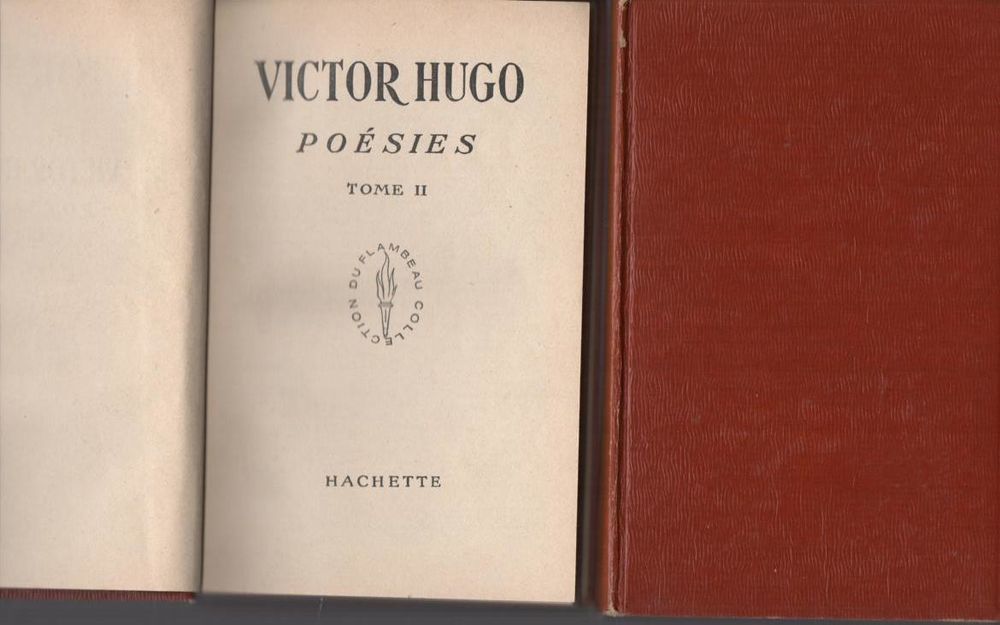 VICTOR HUGO
POÉSIES
TOME II
COLLECTION DU FLAMBEAU
HACHETTE